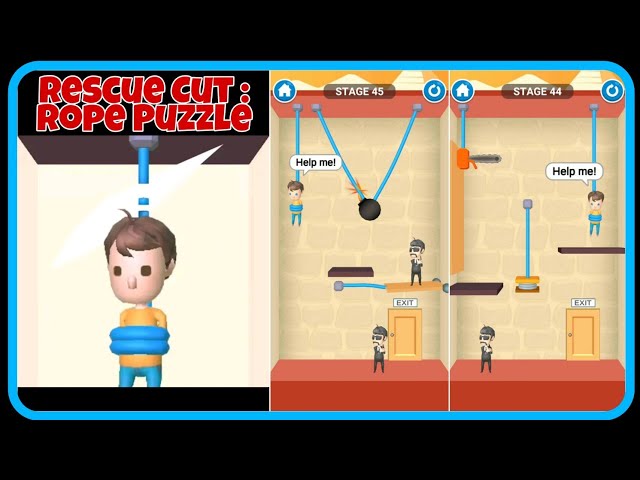 Rescue cut :
Rope Puzzle
STAGE 45
Help me!
EXIT
STAGE 44
Help me!
EXIT